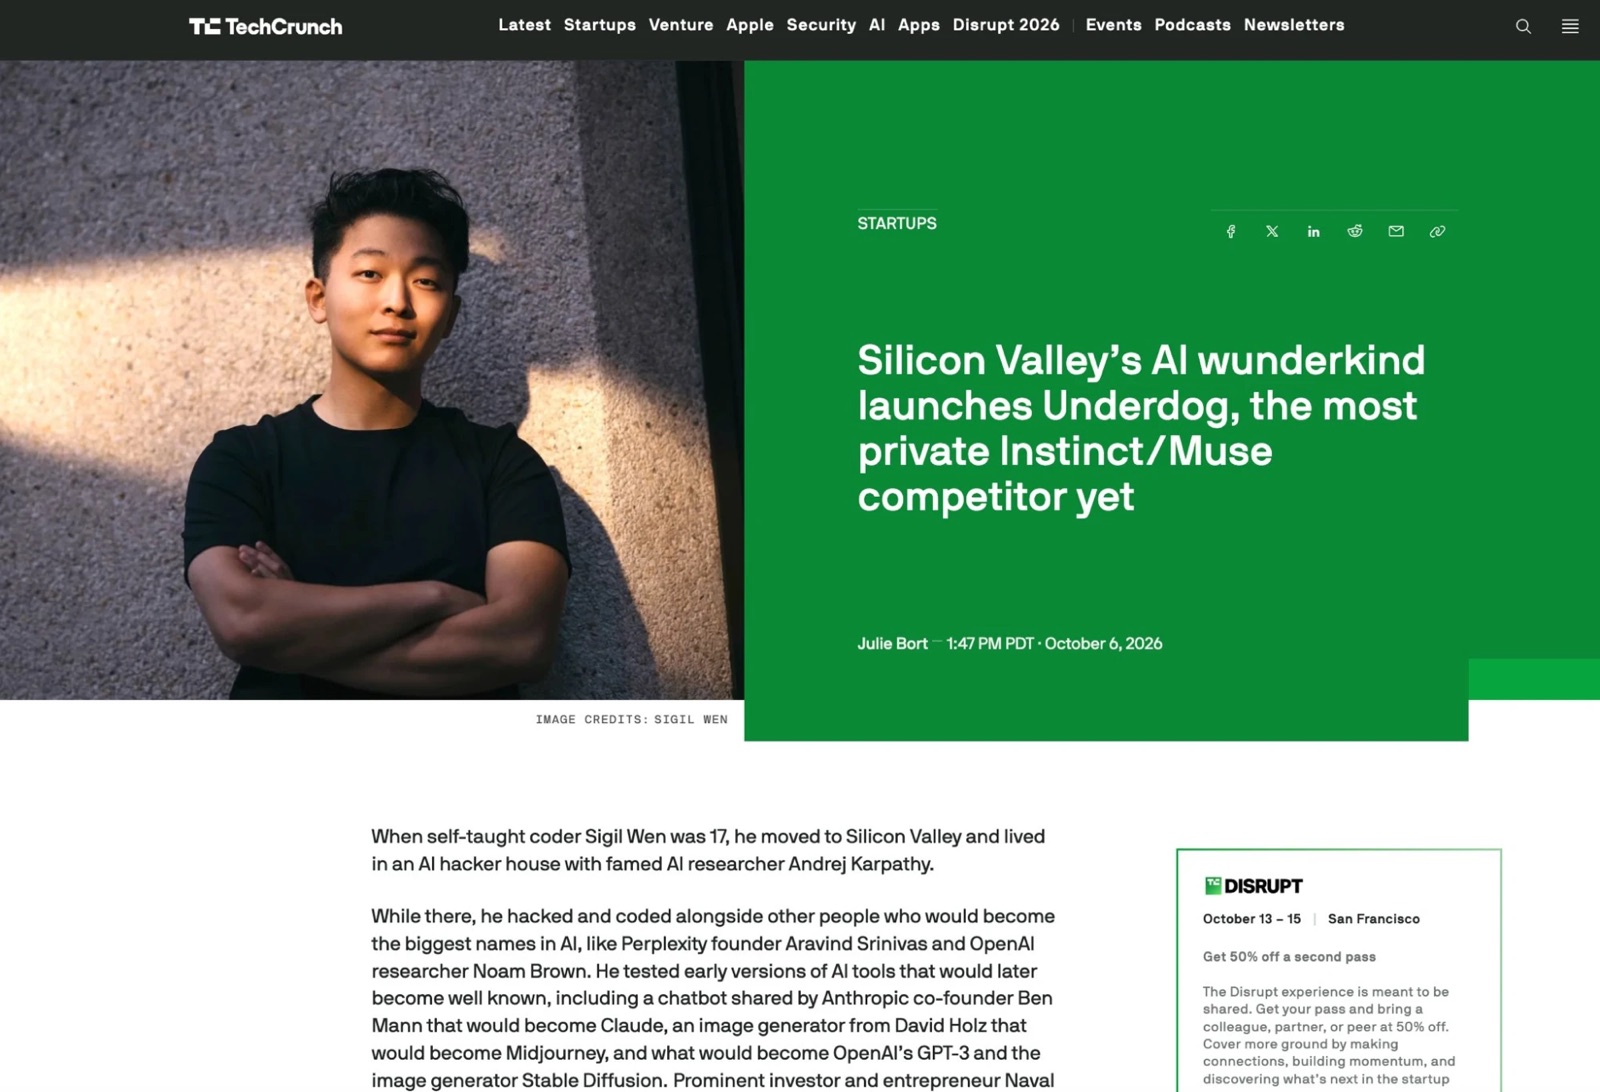 TechCrunch
Latest Startups Venture Apple Security AI Apps Disrupt 2026 | Events Podcasts Newsletters
STARTUPS
Silicon Valley’s AI wunderkind
launches Underdog, the most
private Instinct/Muse
competitor yet
Julie Bort — 1:47 PM PDT · October 6, 2026
IMAGE CREDITS: SIGIL WEN
When self-taught coder Sigil Wen was 17, he moved to Silicon Valley and lived
in an AI hacker house with famed AI researcher Andrej Karpathy.
While there, he hacked and coded alongside other people who would become
the biggest names in AI, like Perplexity founder Aravind Srinivas and OpenAI
researcher Noam Brown. He tested early versions of AI tools that would later
become well known, including a chatbot shared by Anthropic co-founder Ben
Mann that would become Claude, an image generator from David Holz that
would become Midjourney, and what would become OpenAI’s GPT-3 and the
image generator Stable Diffusion. Prominent investor and entrepreneur Naval
TC DISRUPT
October 13 – 15 | San Francisco
Get 50% off a second pass
The Disrupt experience is meant to be
shared. Get your pass and bring a
colleague, partner, or peer at 50% off.
Cover more ground by making
connections, building momentum, and
discovering what’s next in the startup